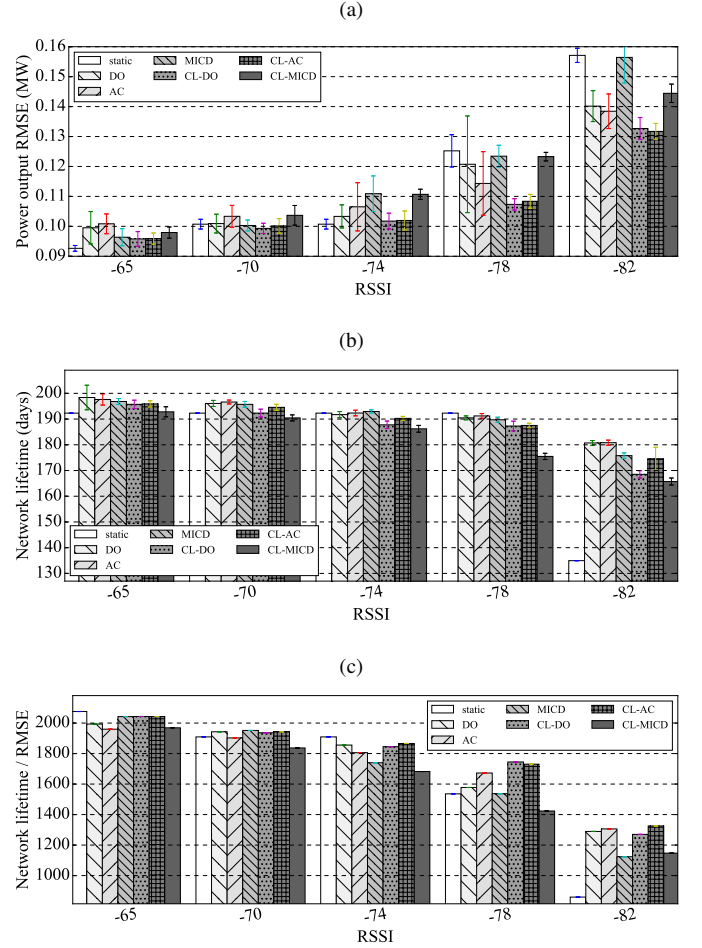 (a)
0.16
0.15
0.14
0.13
0.12
0.11
0.10
0.09
Power output RMSE (MW)
static MICD CL-AC
DO CL-DO CL-MICD
AC
-65 -70 -74 -78 -82
RSSI
(b)
200
190
180
170
160
150
140
130
Network lifetime (days)
static MICD CL-AC
DO CL-DO CL-MICD
AC
-65 -70 -74 -78 -82
RSSI
(c)
2000
1800
1600
1400
1200
1000
Network lifetime / RMSE
static MICD CL-AC
DO CL-DO CL-MICD
AC
-65 -70 -74 -78 -82
RSSI